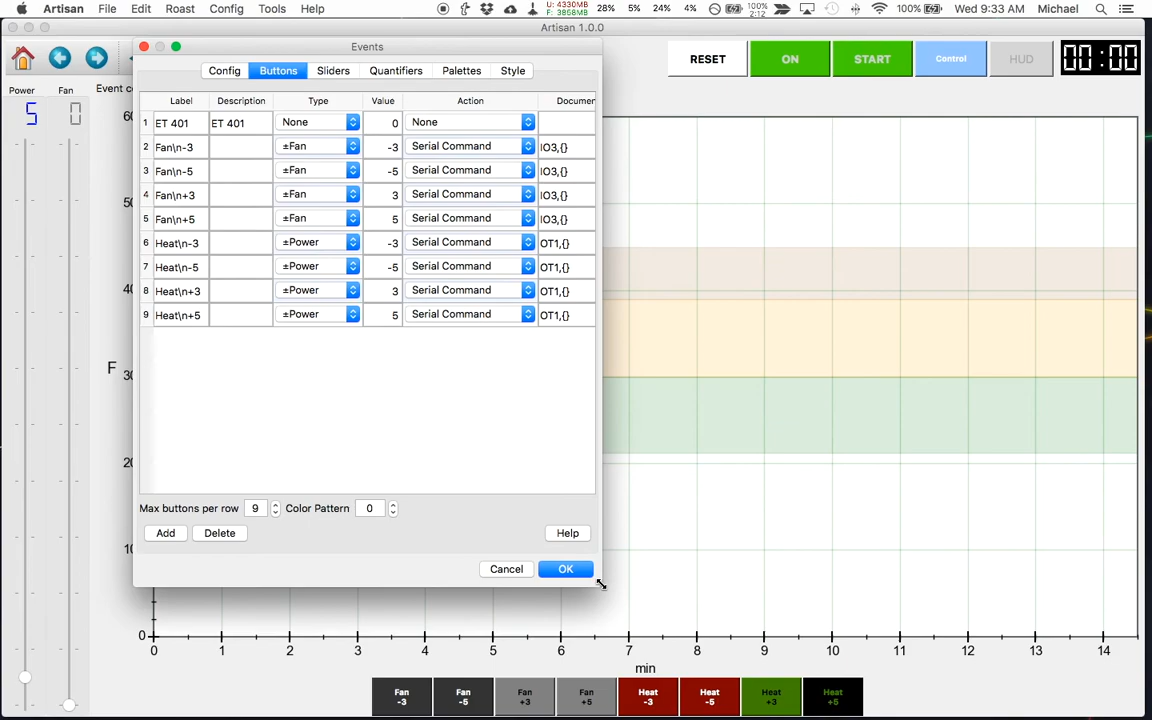 Artisan File Edit Roast Config Tools Help U: 4330MB F: 3858MB 28% 5% 24% 4% 100% 2:12 100% Wed 9:33 AM Michael
Artisan 1.0.0
Events
RESET ON START Control HUD 00:00
Config Buttons Sliders Quantifiers Palettes Style
Power Fan Event c
5 0
Label Description Type Value Action Documen
1 ET 401 ET 401 None 0 None
2 Fan\n-3 ±Fan -3 Serial Command IO3,{}
3 Fan\n-5 ±Fan -5 Serial Command IO3,{}
4 Fan\n+3 ±Fan 3 Serial Command IO3,{}
5 Fan\n+5 ±Fan 5 Serial Command IO3,{}
6 Heat\n-3 ±Power -3 Serial Command OT1,{}
7 Heat\n-5 ±Power -5 Serial Command OT1,{}
8 Heat\n+3 ±Power 3 Serial Command OT1,{}
9 Heat\n+5 ±Power 5 Serial Command OT1,{}
F
Max buttons per row 9 Color Pattern 0
Add Delete Help
Cancel OK
0
0 1 2 3 4 5 6 7 8 9 10 11 12 13 14
min
Fan -3 Fan -5 Fan +3 Fan +5 Heat -3 Heat -5 Heat +3 Heat +5